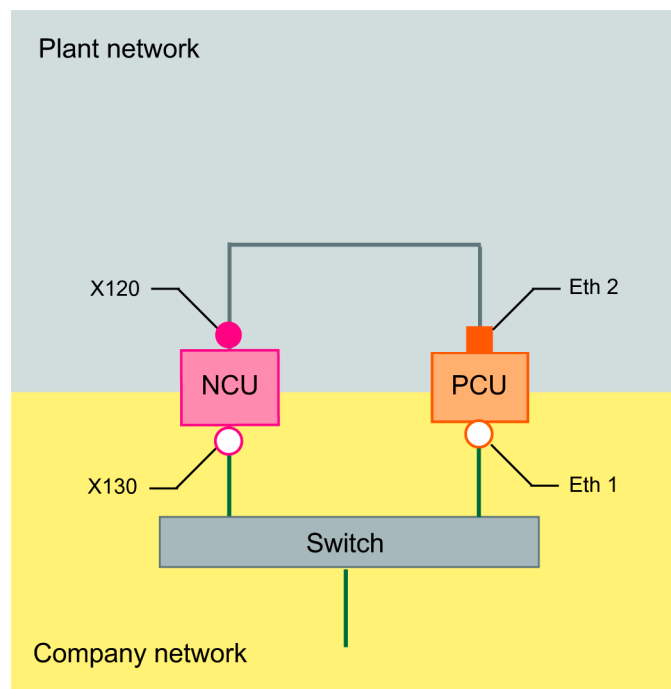 Plant network
X120
Eth 2
NCU
PCU
X130
Eth 1
Switch
Company network